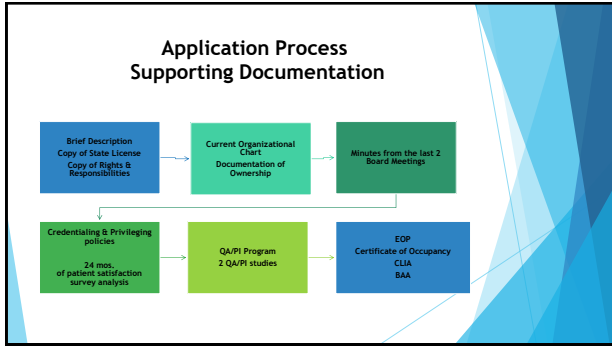 Application Process
Supporting Documentation
Brief Description
Copy of State License
Copy of Rights &
Responsibilities
Current Organizational
Chart
Documentation of
Ownership
Minutes from the last 2
Board Meetings
Credentialing & Privileging
policies
24 mos.
of patient satisfaction
survey analysis
QA/PI Program
2 QA/PI studies
EOP
Certificate of Occupancy
CLIA
BAA